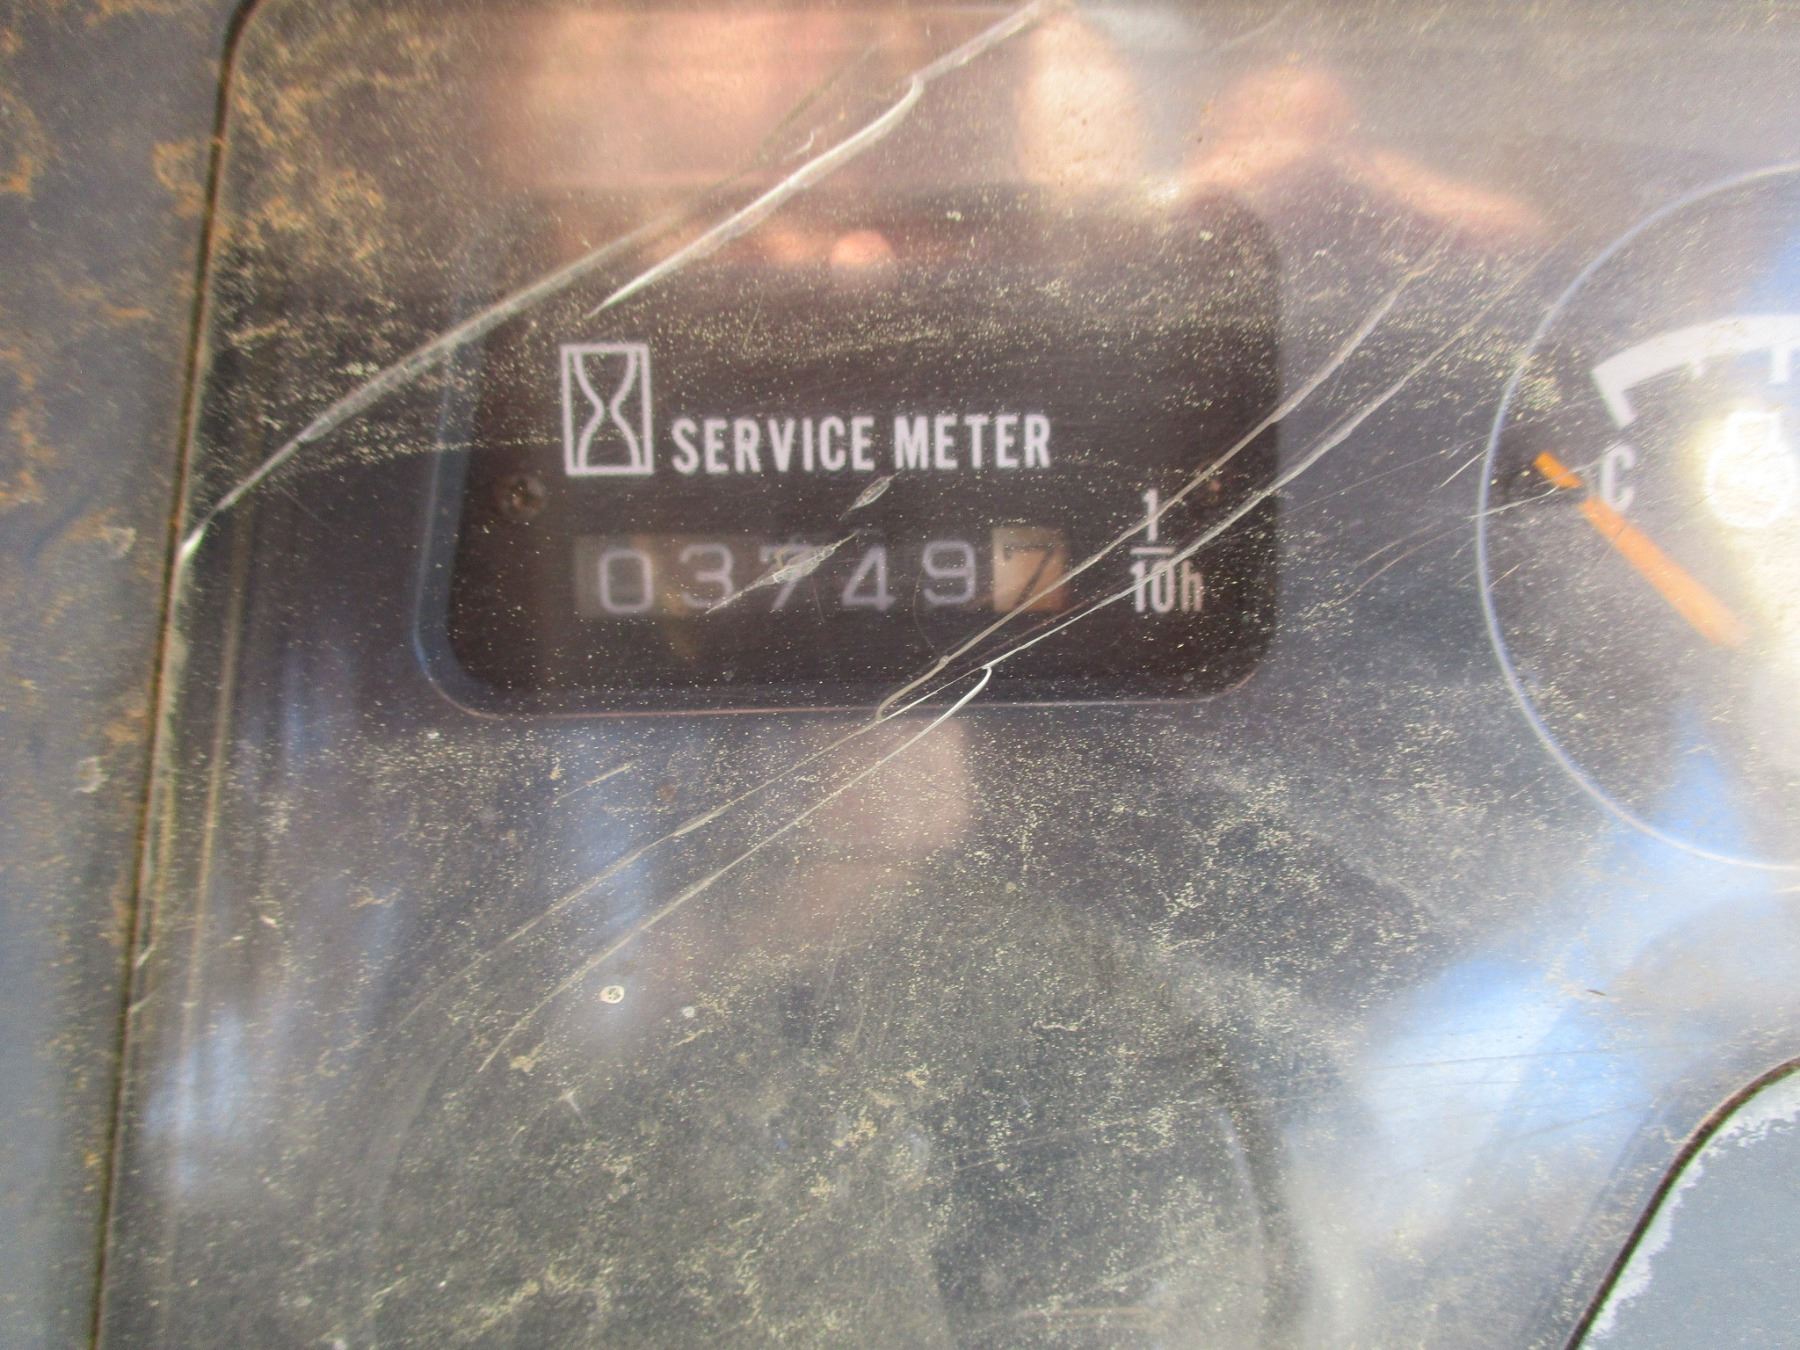 SERVICE METER
037497
1/10h
C